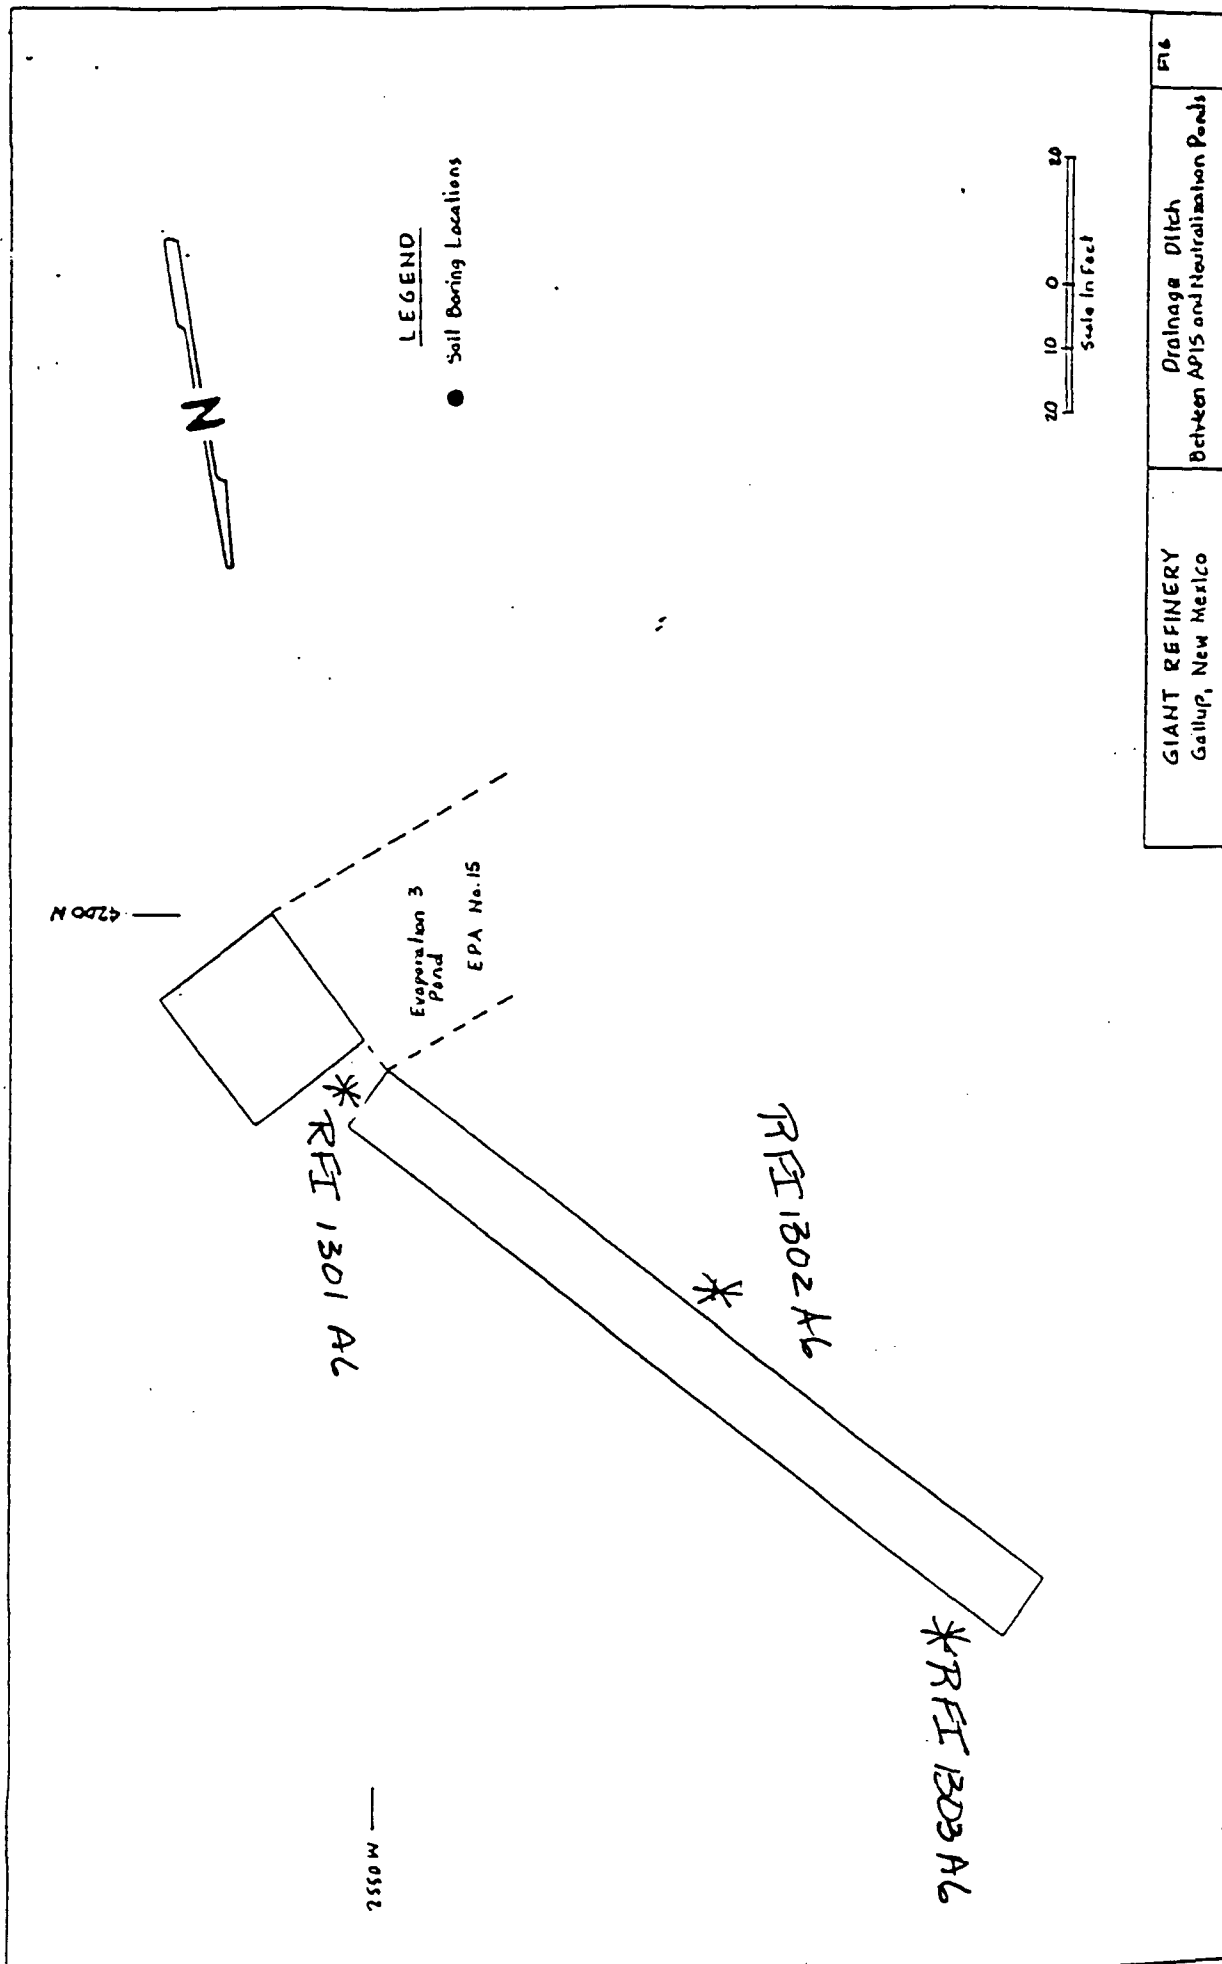 LEGEND
● Soil Boring Locations
20 10 0 20
Scale In Feet
4200 N
Evaporation 3
Pond
EPA No. 15
RFI 1301 A6
RFI 1302 A6
RFI 1303 A6
2550 W
N
GIANT REFINERY
Gallup, New Mexico
Drainage Ditch
Between APIS and Neutralization Ponds